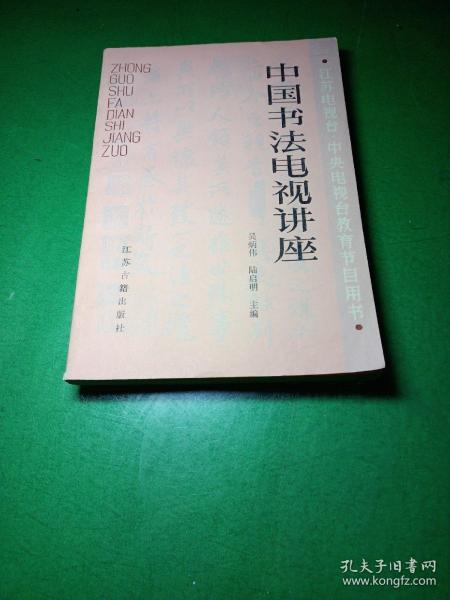 ZHONG
GUO
SHU
FA
DIAN
SHI
JIANG
ZUO
中国书法电视讲座
·江苏电视台·中央电视台教育节目用书·
吴炳伟 陆启明 主编
江苏古籍出版社
孔夫子旧书网
www.kongfz.com